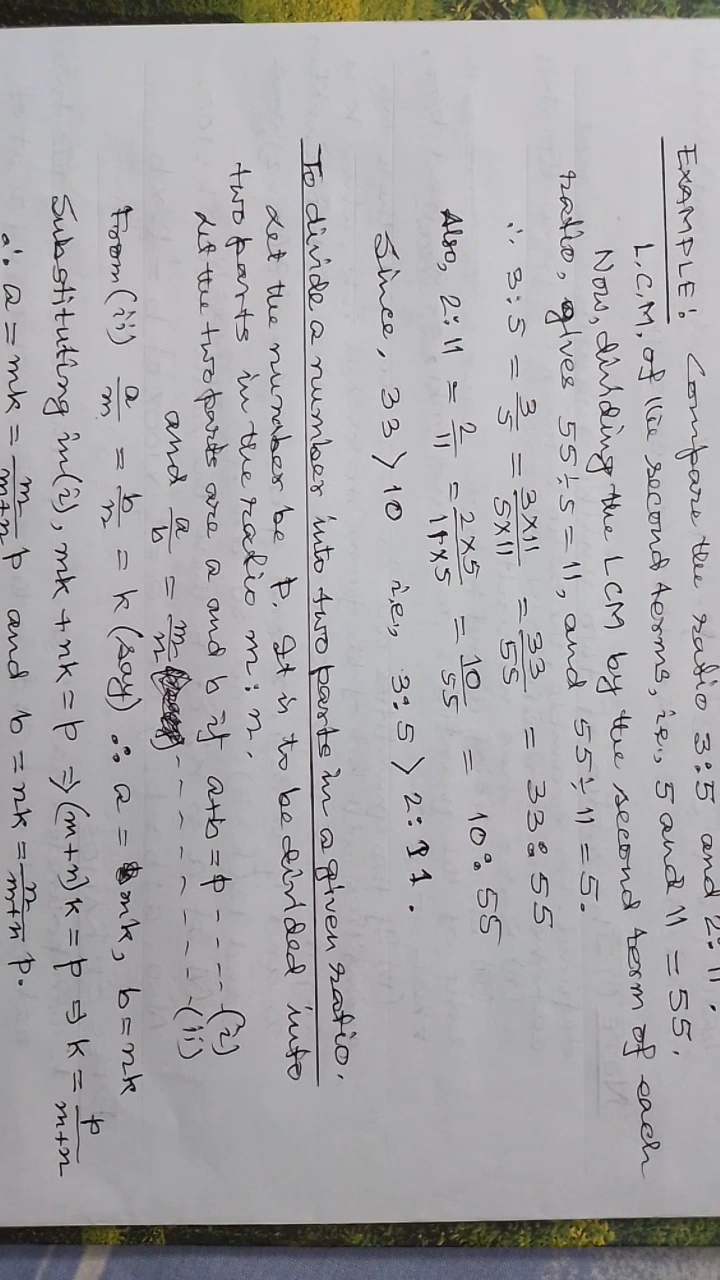 EXAMPLE: Compare the ratio 3:5 and 2:11.
L.C.M. of the second terms, i.e., 5 and 11 = 55.
Now, dividing the LCM by the second term of each
ratio, gives 55÷5 = 11, and 55÷11 = 5.
∴ 3:5 = 3/5 = 3×11/5×11 = 33/55 = 33:55
Also, 2:11 = 2/11 = 2×5/11×5 = 10/55 = 10:55
Since, 33 > 10 i.e., 3:5 > 2:11.
To divide a number into two parts in a given ratio.
Let the number be p. It is to be divided into
two parts in the ratio m:n.
Let the two parts are a and b if a+b = p ---- (i)
and a/b = m/n -------- (ii)
From (ii) a/m = b/n = k (say) ∴ a = mk, b = nk
Substituting in (i), mk + nk = p ⇒ (m+n)k = p ⇒ k = p/m+n
∴ a = mk = m/m+n p and b = nk = n/m+n p.